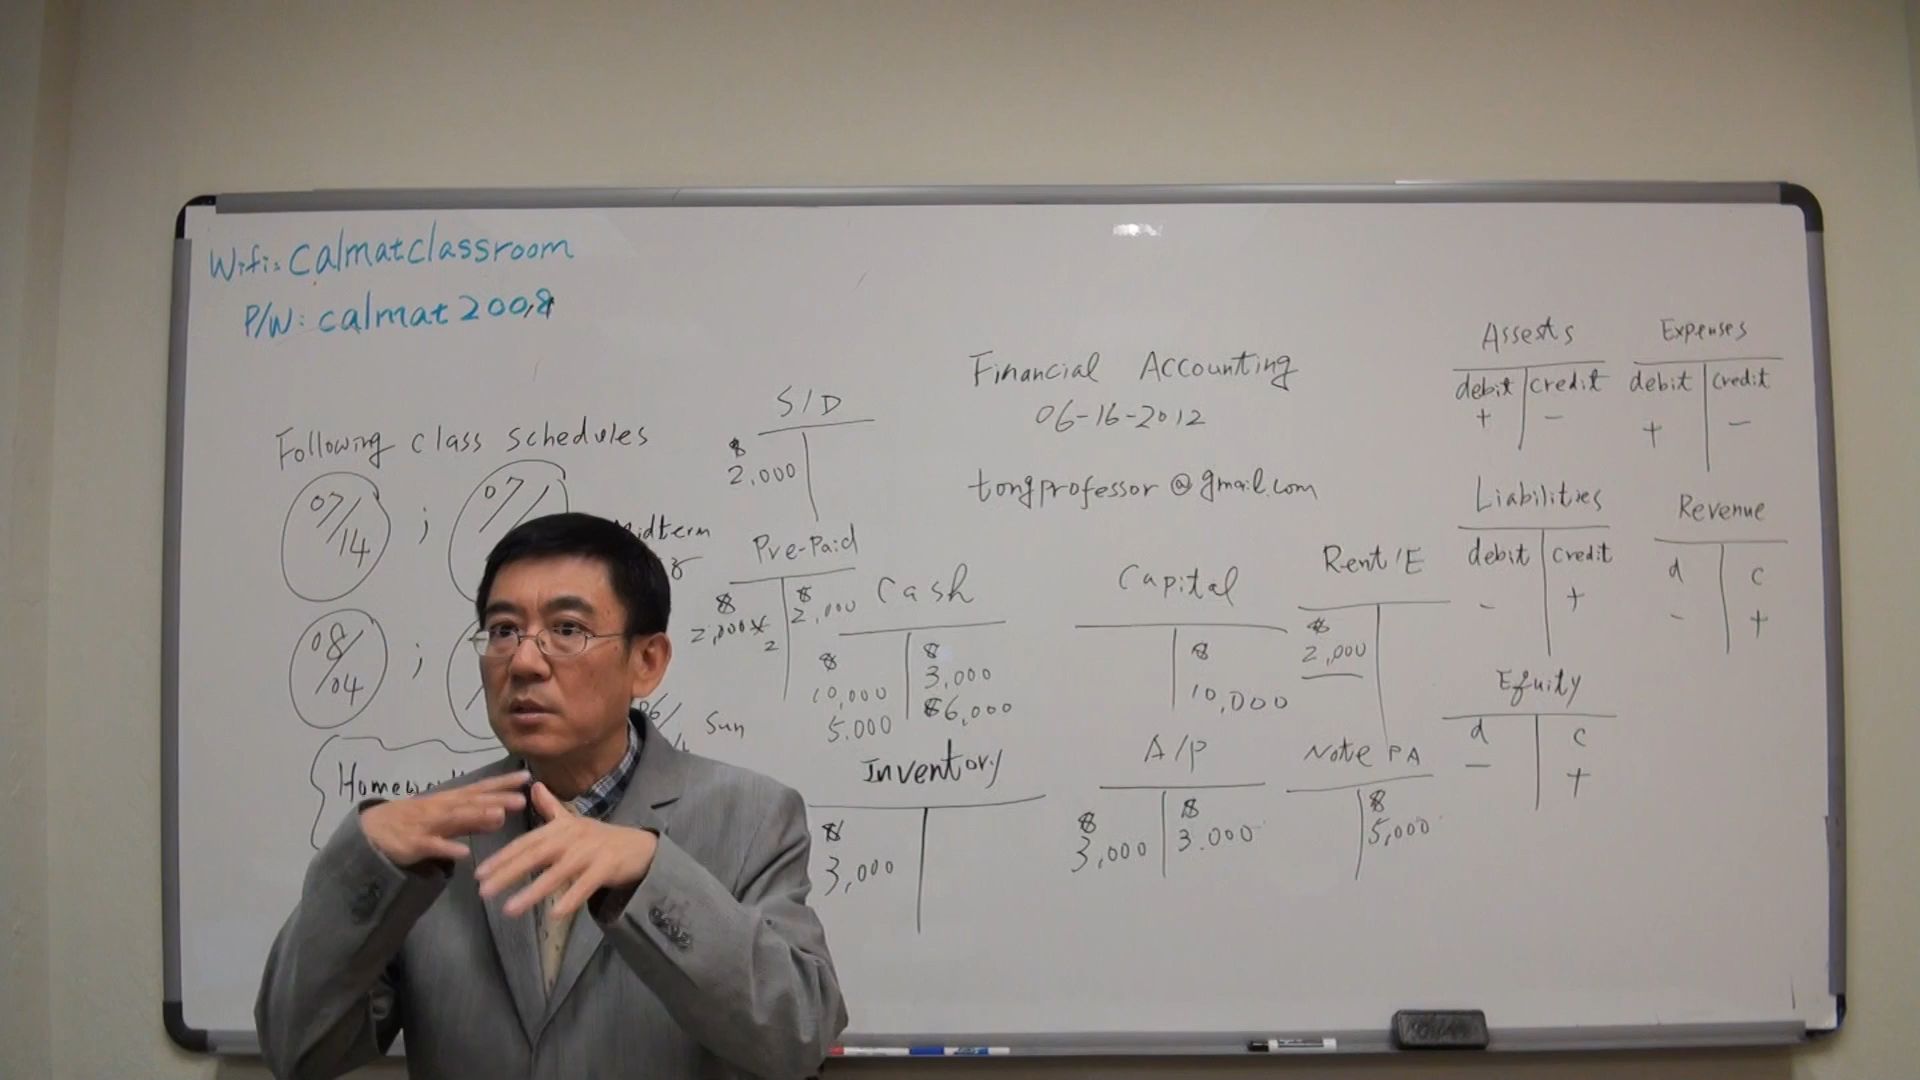 Wifi: calmatclassroom
P/W: calmat2008
Following class schedules
07/14 ; 07/
08/04 ;
Sun
S/D
$
2,000
Pre-Paid
$ $
2,000 2,000
2
Cash
$ $
10,000 3,000
5.000 $6,000
Inventory
$
3,000
Financial Accounting
06-16-2012
tongprofessor@gmail.com
Capital
$
10,000
Rent/E
$
2,000
A/P
$ $
3,000 3.000
Note PA
$
5,000
Assests
debit credit
+ -
Expenses
debit credit
+ -
Liabilities
debit credit
- +
Revenue
d c
- +
Equity
d c
- +